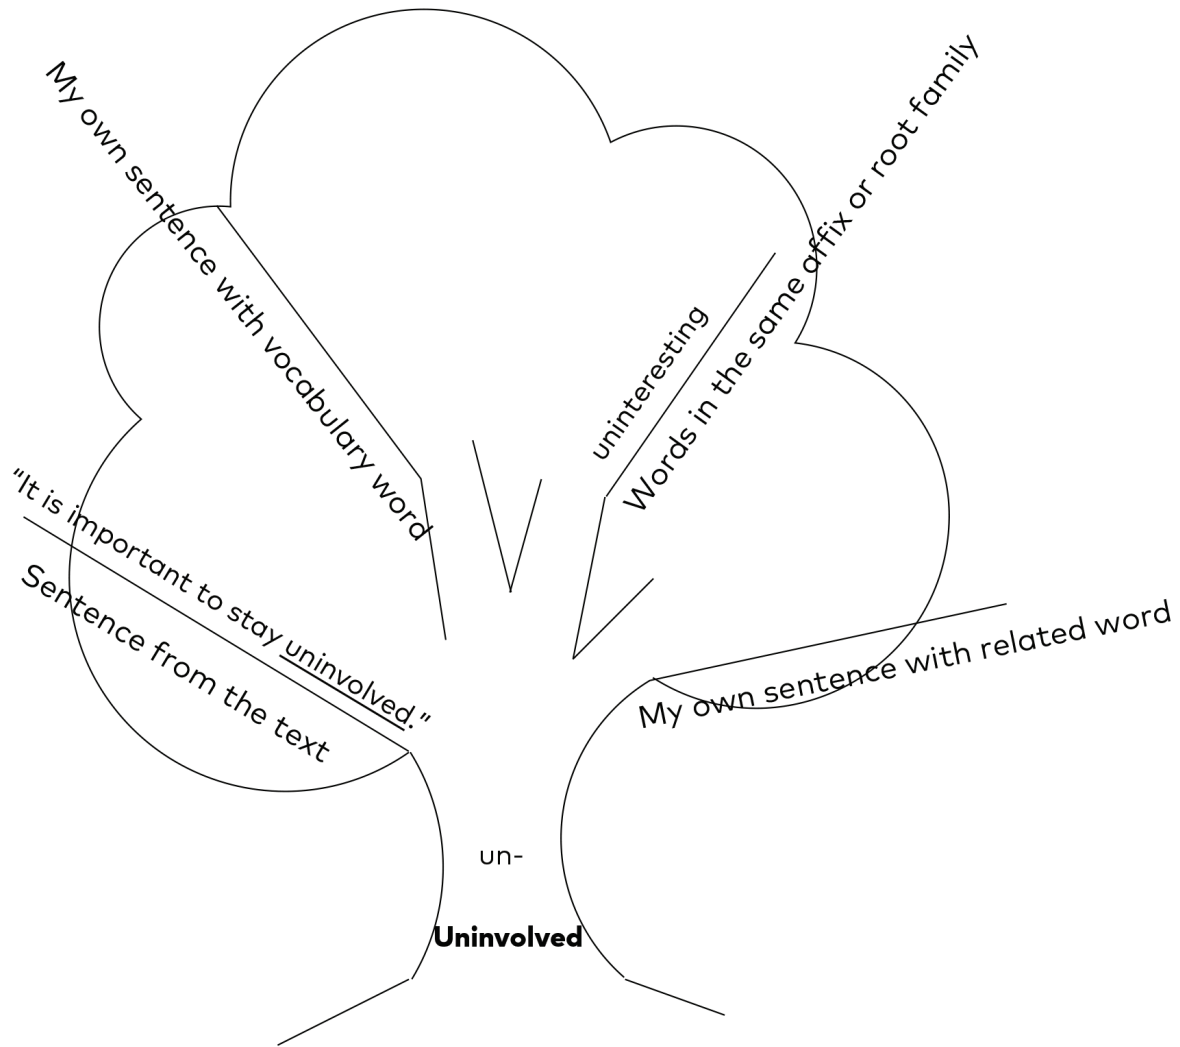 My own sentence with vocabulary word
uninteresting
Words in the same affix or root family
"It is important to stay uninvolved."
Sentence from the text
My own sentence with related word
un-
Uninvolved